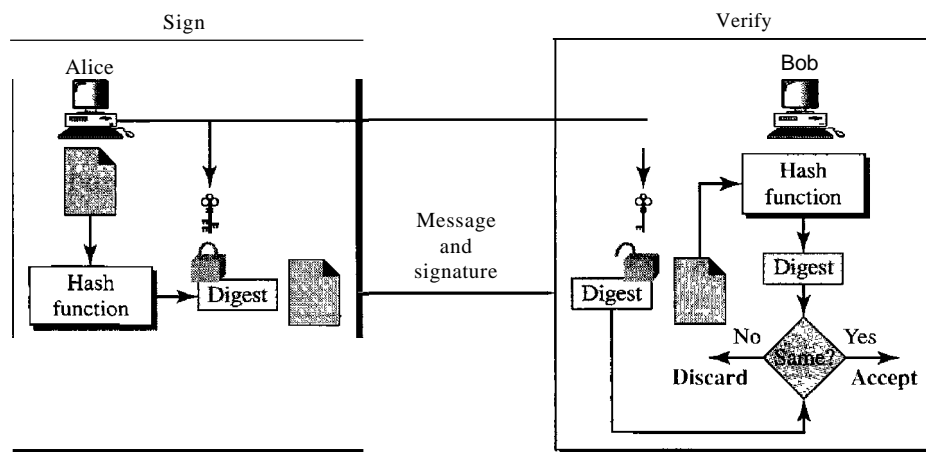 Sign
Verify
Alice
Bob
Hash
function
Digest
Message
and
signature
Digest
Hash
function
Digest
No
Yes
Same?
Discard
Accept